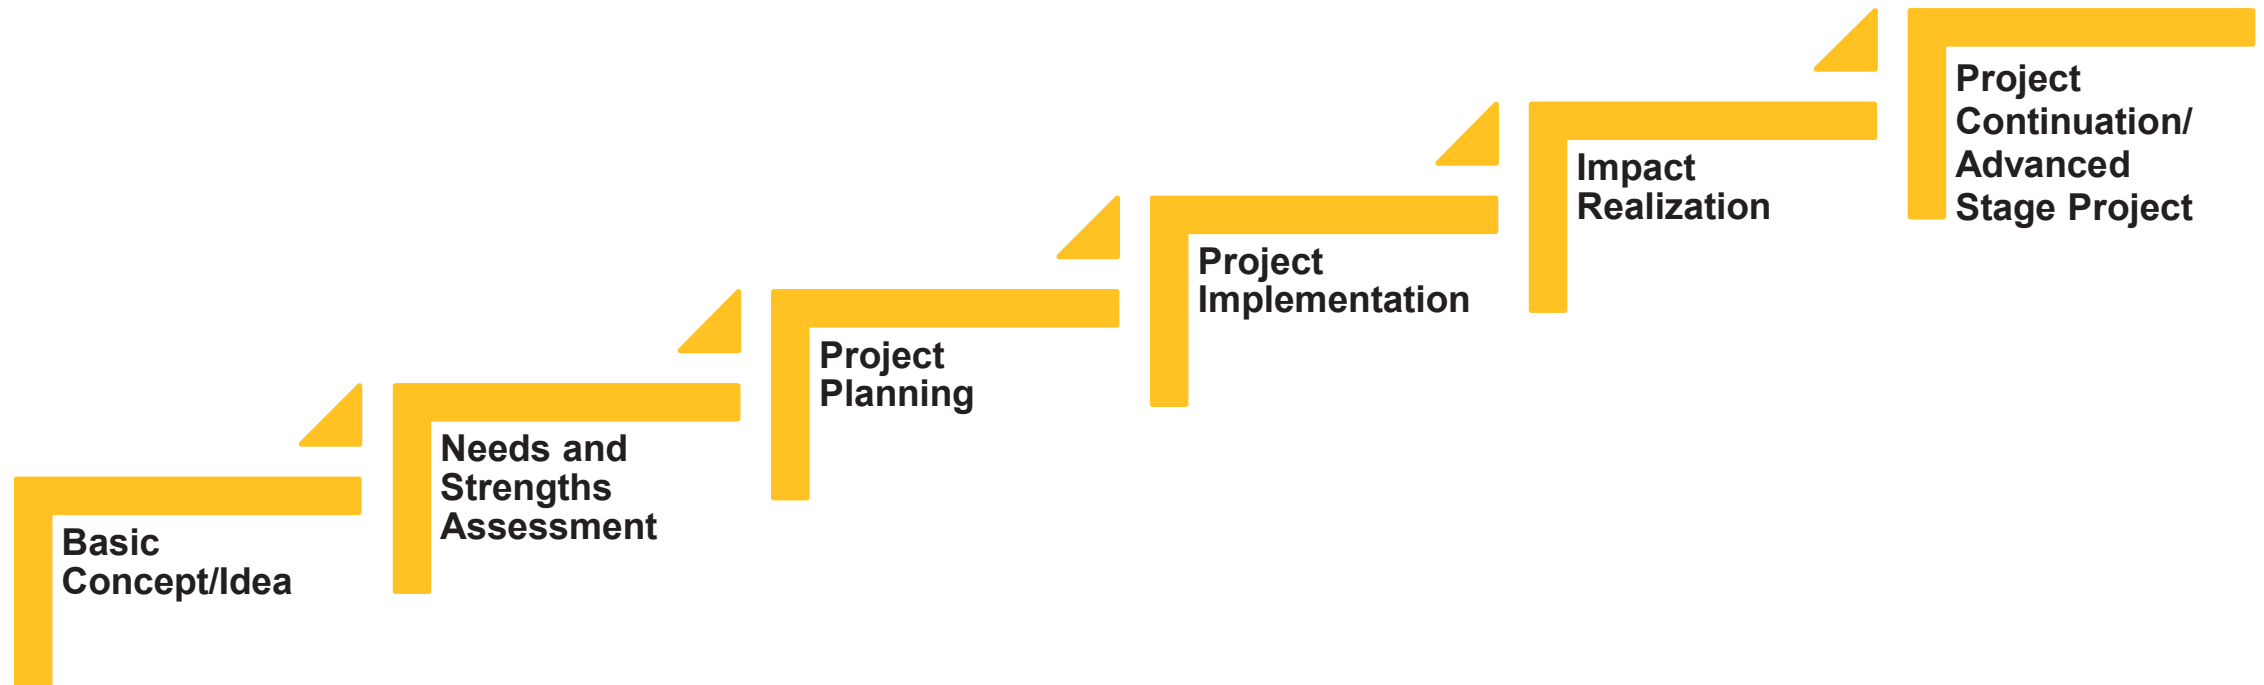 Basic
Concept/Idea
Needs and
Strengths
Assessment
Project
Planning
Project
Implementation
Impact
Realization
Project
Continuation/
Advanced
Stage Project